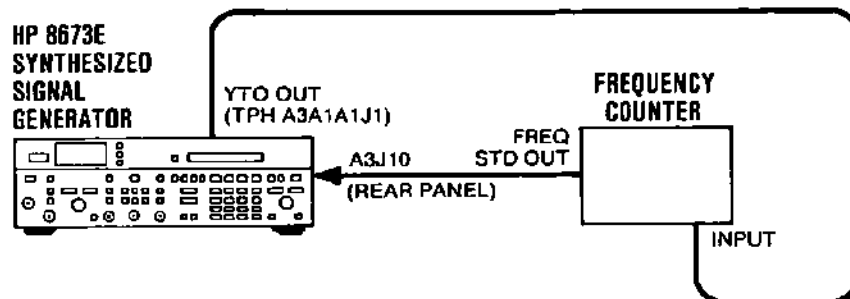 HP 8673E
SYNTHESIZED
SIGNAL
GENERATOR
YTO OUT
(TPH A3A1A1J1)
A3J10
(REAR PANEL)
FREQ
STD OUT
FREQUENCY
COUNTER
INPUT